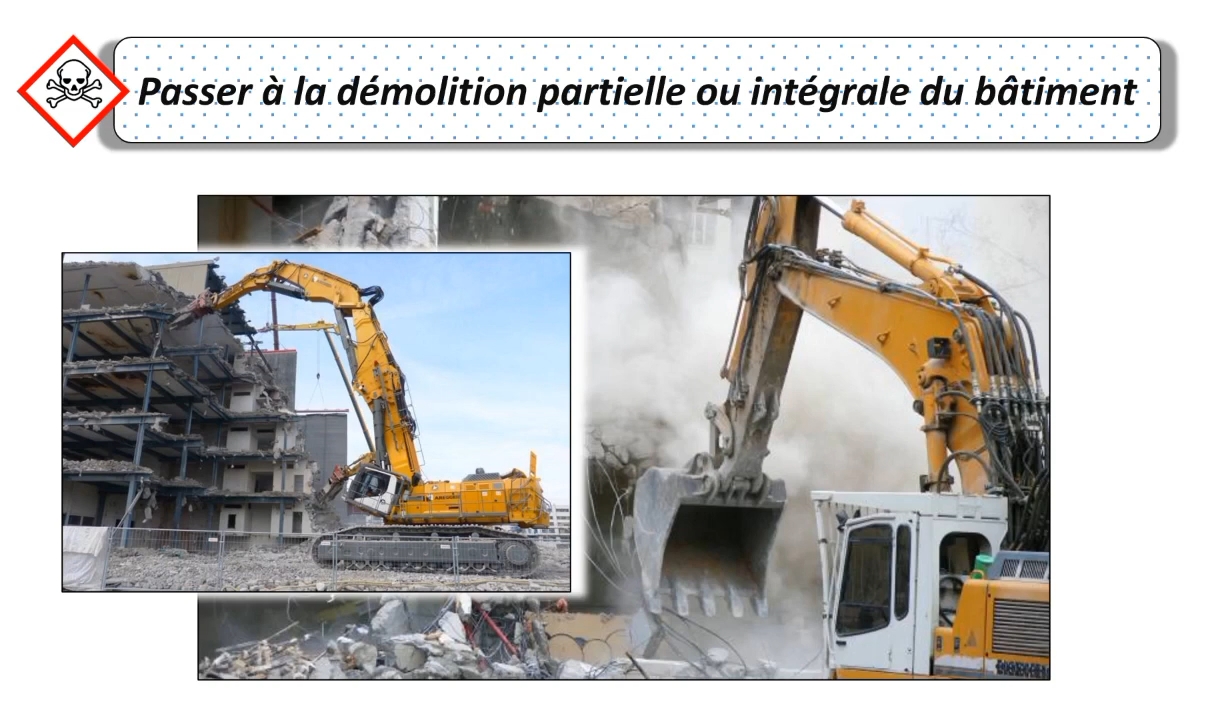 Passer à la démolition partielle ou intégrale du bâtiment